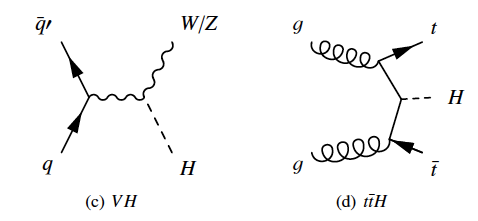 q̄′ W/Z g t
H
q H g t̄
(c) VH (d) tt̄H